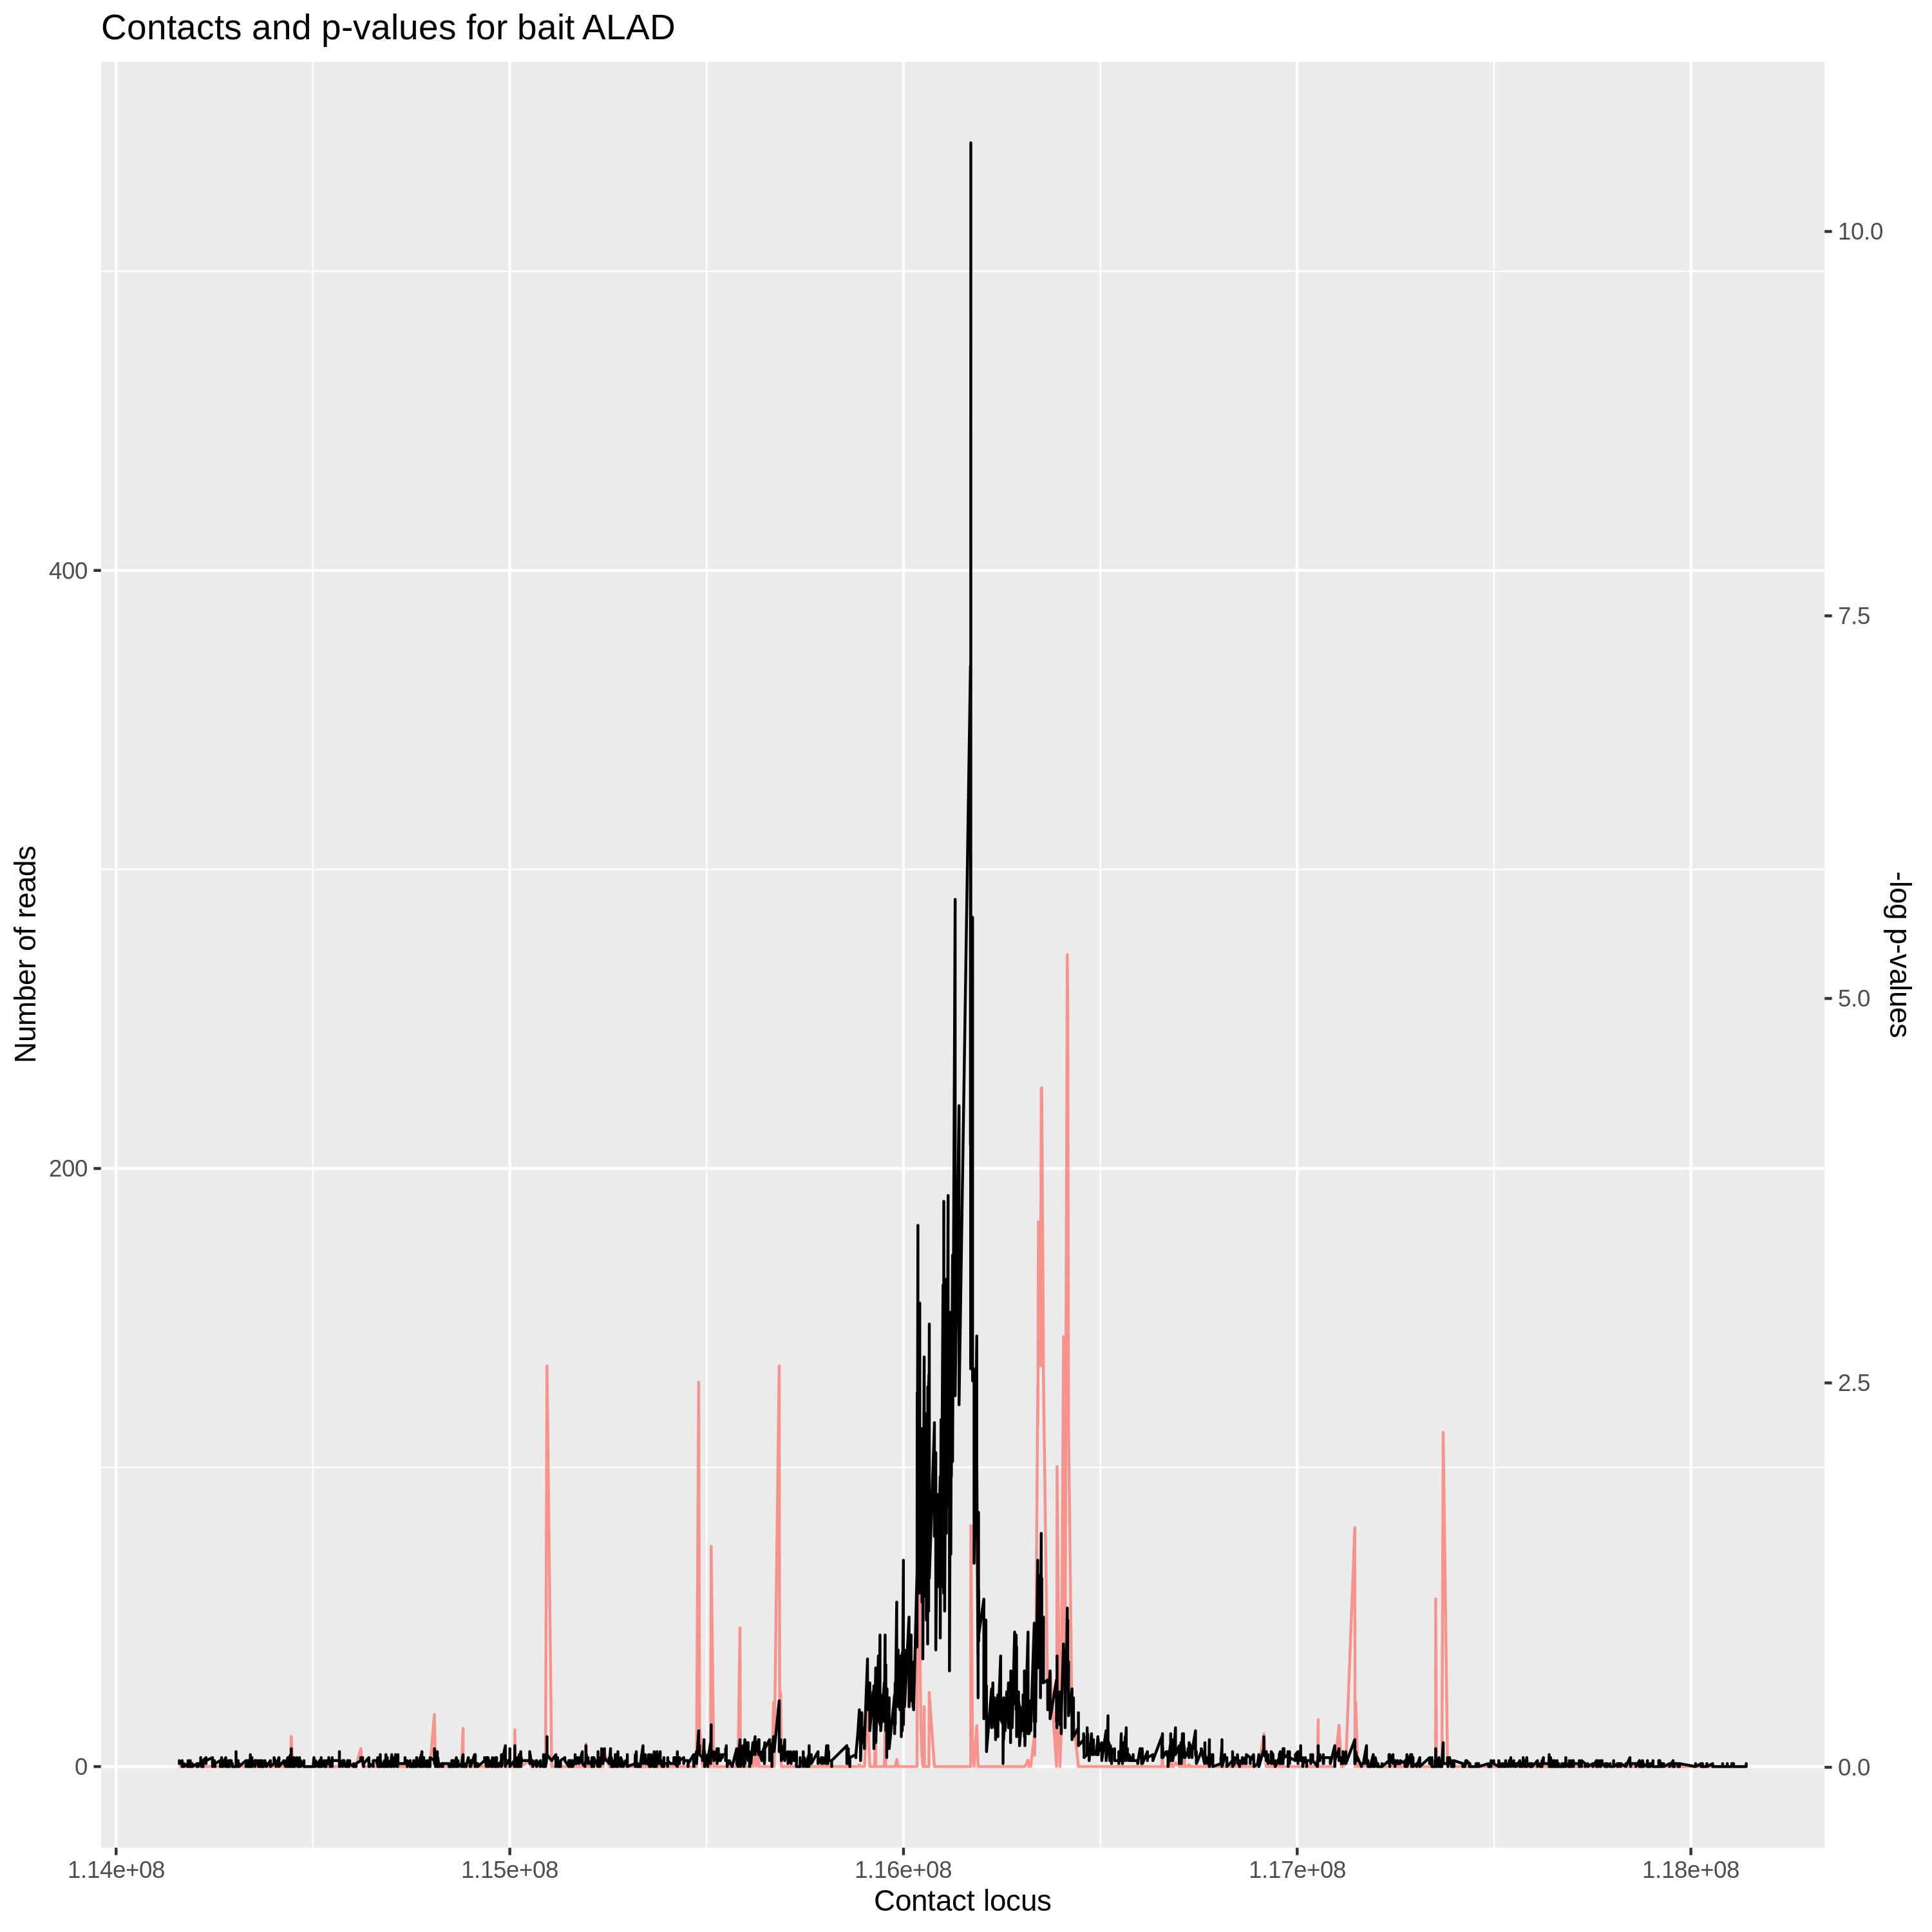 Contacts and p-values for bait ALAD
Number of reads
400
200
0
10.0
7.5
5.0
2.5
0.0
-log p-values
1.14e+08 1.15e+08 1.16e+08 1.17e+08 1.18e+08
Contact locus